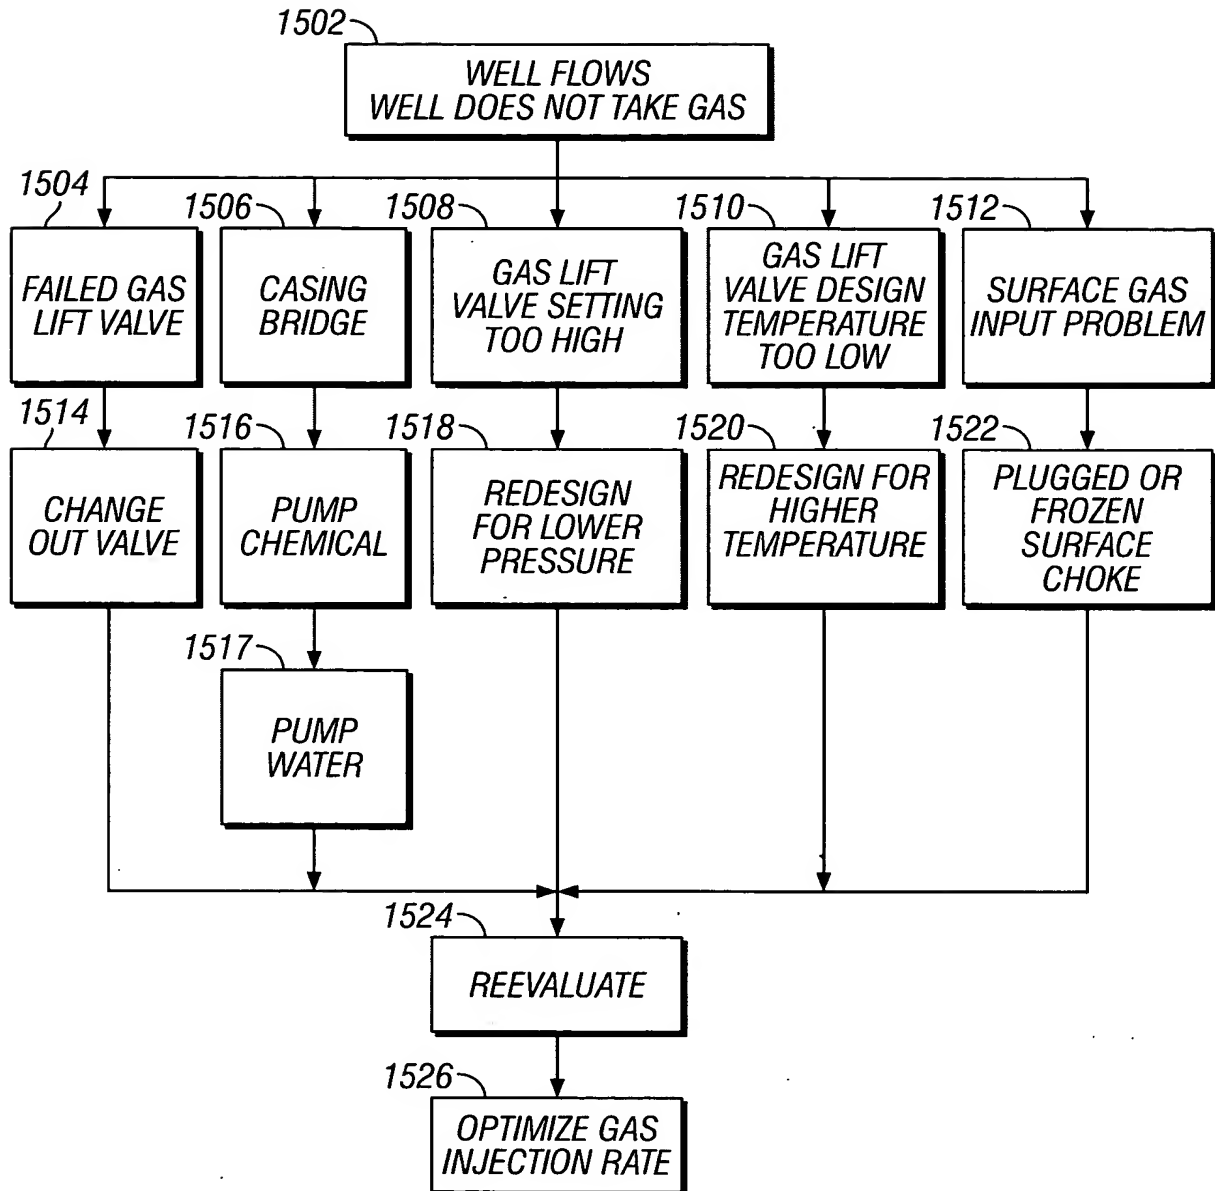 1502
WELL FLOWS
WELL DOES NOT TAKE GAS
1504
FAILED GAS
LIFT VALVE
1506
CASING
BRIDGE
1508
GAS LIFT
VALVE SETTING
TOO HIGH
1510
GAS LIFT
VALVE DESIGN
TEMPERATURE
TOO LOW
1512
SURFACE GAS
INPUT PROBLEM
1514
CHANGE
OUT VALVE
1516
PUMP
CHEMICAL
1518
REDESIGN
FOR LOWER
PRESSURE
1520
REDESIGN FOR
HIGHER
TEMPERATURE
1522
PLUGGED OR
FROZEN
SURFACE
CHOKE
1517
PUMP
WATER
1524
REEVALUATE
1526
OPTIMIZE GAS
INJECTION RATE